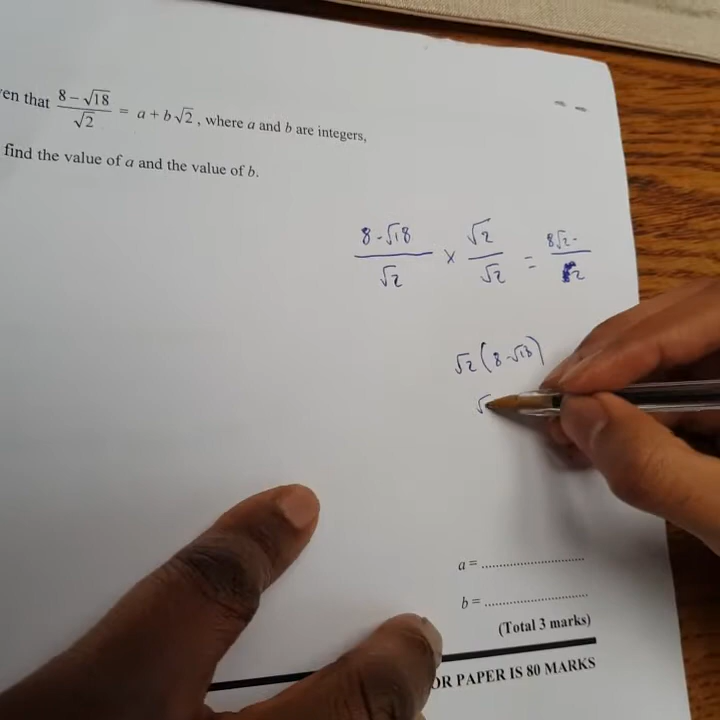 en that (8 − √18)/√2 = a + b√2, where a and b are integers,
find the value of a and the value of b.
(8 - √18)/√2 × √2/√2 = (8√2 -)/2
√2(8-√18)
√
a = ..............................
b = ..............................
(Total 3 marks)
OR PAPER IS 80 MARKS